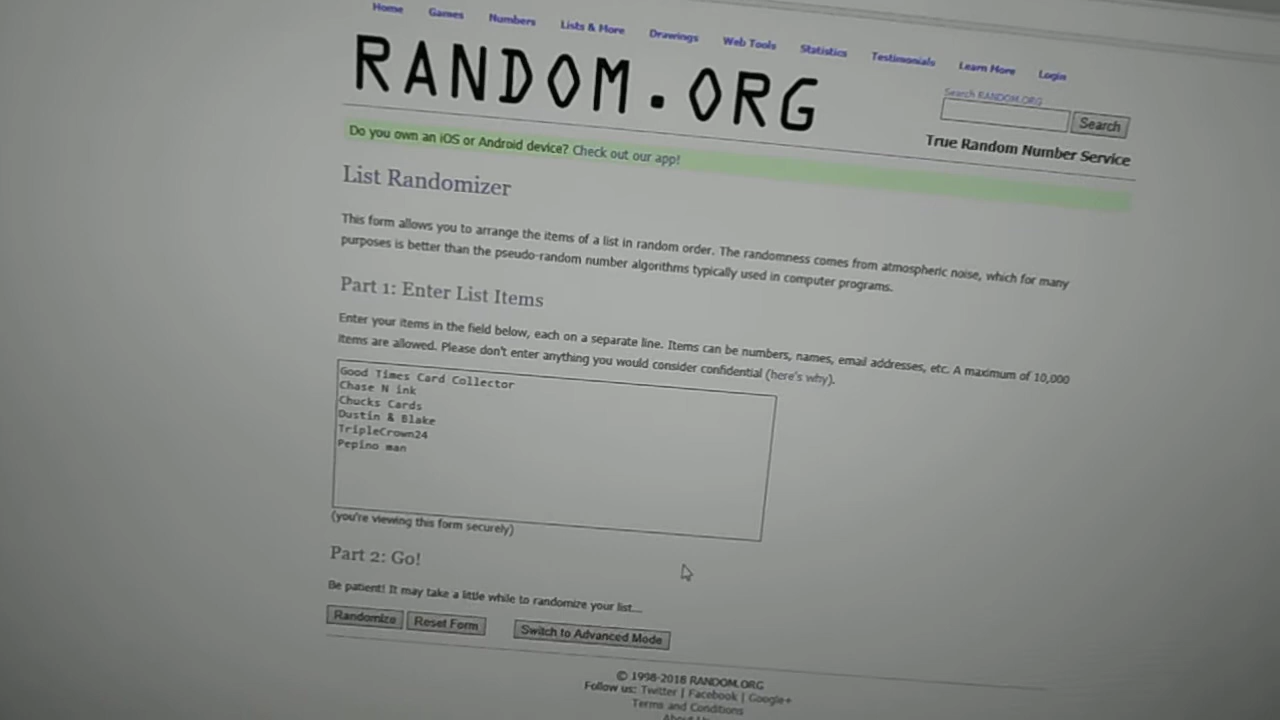 Home Games Numbers Lists & More Drawings Web Tools Statistics Testimonials Learn More Login
RANDOM.ORG
Search RANDOM.ORG
Search
True Random Number Service
Do you own an iOS or Android device? Check out our app!
List Randomizer
This form allows you to arrange the items of a list in random order. The randomness comes from atmospheric noise, which for many
purposes is better than the pseudo-random number algorithms typically used in computer programs.
Part 1: Enter List Items
Enter your items in the field below, each on a separate line. Items can be numbers, names, email addresses, etc. A maximum of 10,000
items are allowed. Please don't enter anything you would consider confidential (here's why).
Good Times Card Collector
Chase N ink
Chucks Cards
Dustin & Blake
TripleCrown24
Pepino man
(you're viewing this form securely)
Part 2: Go!
Be patient! It may take a little while to randomize your list...
Randomize Reset Form Switch to Advanced Mode
© 1998-2018 RANDOM.ORG
Follow us: Twitter | Facebook | Google+
Terms and Conditions
About